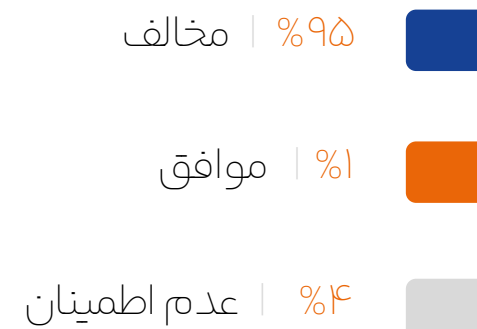 %۹۵ | مخالف
%۱ | موافق
%۴ | عدم اطمینان